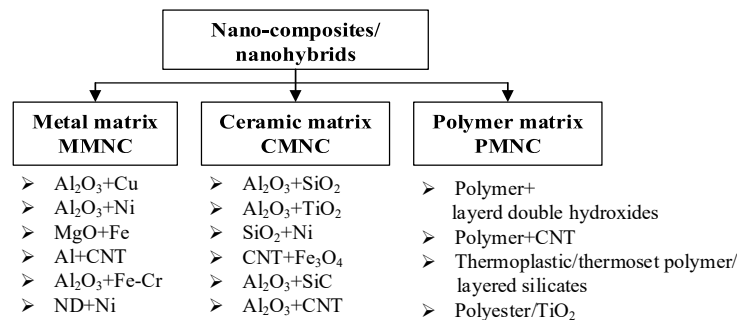 Nano-composites/
nanohybrids
Metal matrix
MMNC
Ceramic matrix
CMNC
Polymer matrix
PMNC
➢ Al₂O₃+Cu
➢ Al₂O₃+Ni
➢ MgO+Fe
➢ Al+CNT
➢ Al₂O₃+Fe-Cr
➢ ND+Ni
➢ Al₂O₃+SiO₂
➢ Al₂O₃+TiO₂
➢ SiO₂+Ni
➢ CNT+Fe₃O₄
➢ Al₂O₃+SiC
➢ Al₂O₃+CNT
➢ Polymer+
layerd double hydroxides
➢ Polymer+CNT
➢ Thermoplastic/thermoset polymer/
layered silicates
➢ Polyester/TiO₂